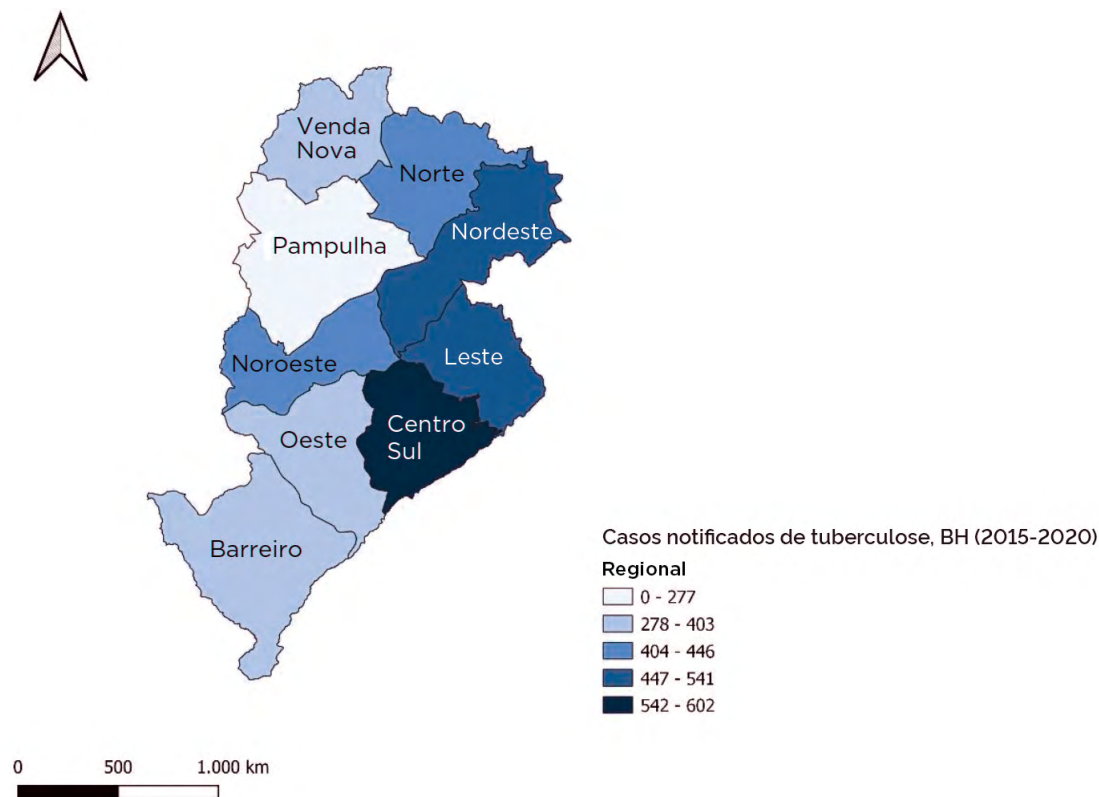 Venda
Nova
Norte
Nordeste
Pampulha
Noroeste
Leste
Centro
Sul
Oeste
Barreiro
Casos notificados de tuberculose, BH (2015-2020)
Regional
0 - 277
278 - 403
404 - 446
447 - 541
542 - 602
0 500 1.000 km